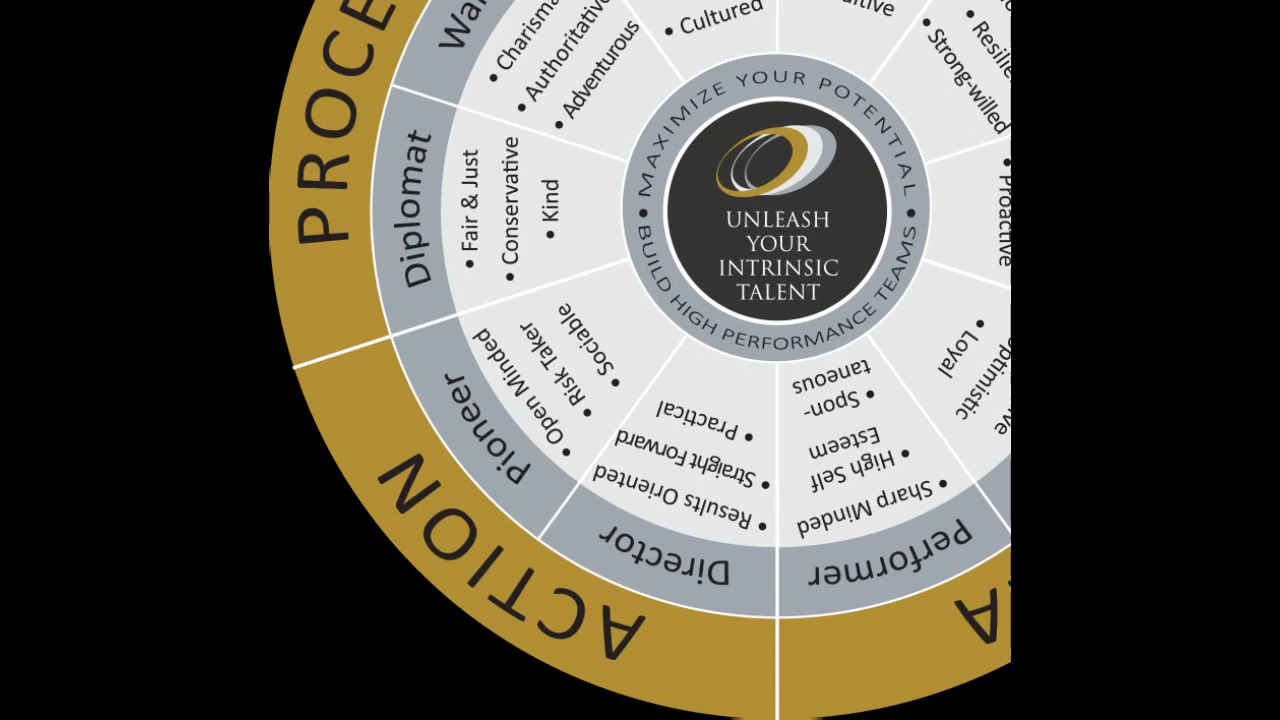 MAXIMIZE YOUR POTENTIAL
• BUILD HIGH PERFORMANCE TEAMS •
UNLEASH
YOUR
INTRINSIC
TALENT
• Authoritative
• Adventurous
• Cultured
• Strong-willed
• Proactive
• Loyal
Diplomat
• Fair & Just
• Conservative
• Kind
Pioneer
• Open Minded
• Risk Taker
• Sociable
ACTION
Director
• Results Oriented
• Straight Forward
• Practical
Performer
• Sharp Minded
• High Self
Esteem
• Spon-
taneous